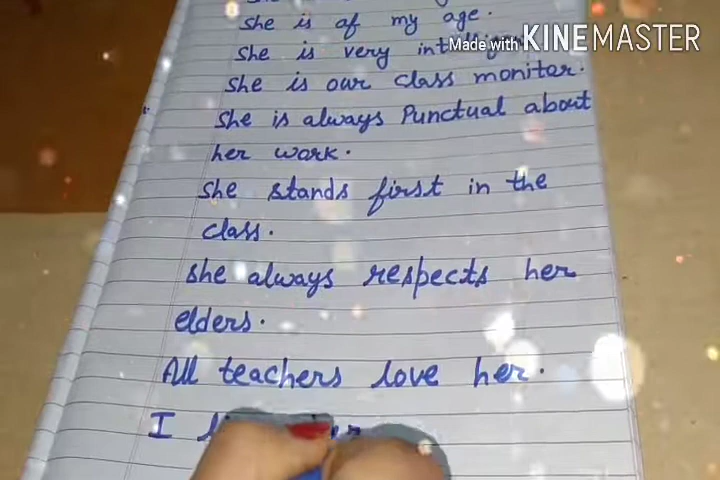 she is of my age.
she is very
Made with KINEMASTER
she is our class monitor.
she is always Punctual about
her work.
she stands first in the
class.
she always respects her
elders.
All teachers love her.
I